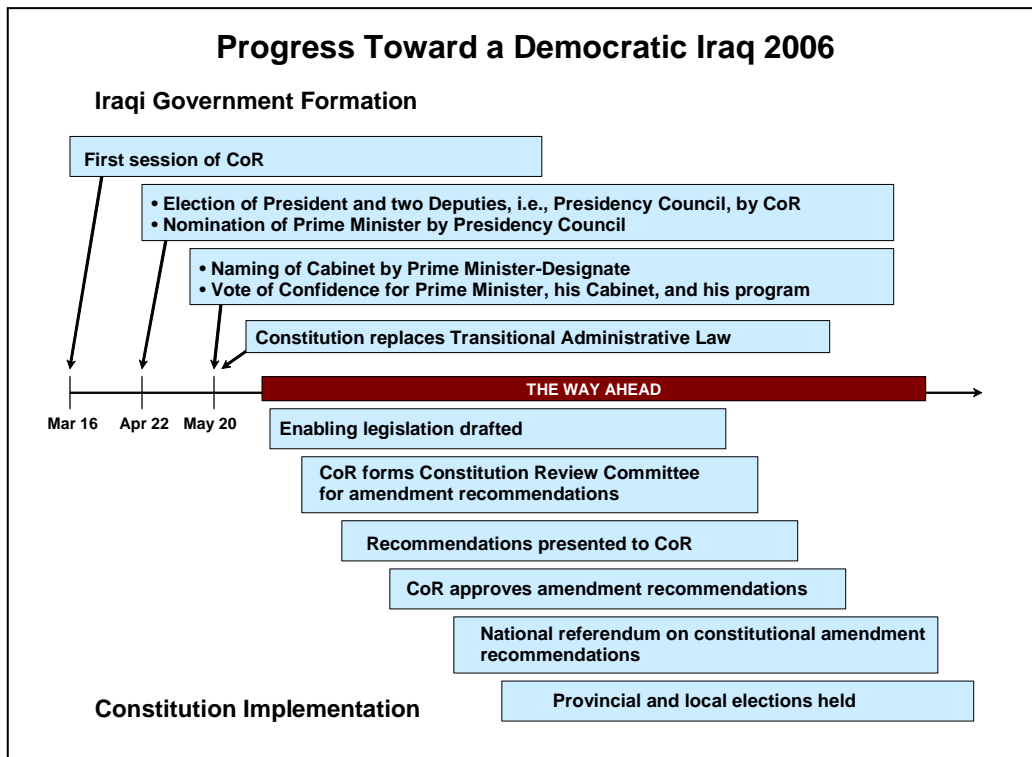 Progress Toward a Democratic Iraq 2006
Iraqi Government Formation
First session of CoR
• Election of President and two Deputies, i.e., Presidency Council, by CoR
• Nomination of Prime Minister by Presidency Council
• Naming of Cabinet by Prime Minister-Designate
• Vote of Confidence for Prime Minister, his Cabinet, and his program
Constitution replaces Transitional Administrative Law
THE WAY AHEAD
Mar 16 Apr 22 May 20
Enabling legislation drafted
CoR forms Constitution Review Committee
for amendment recommendations
Recommendations presented to CoR
CoR approves amendment recommendations
National referendum on constitutional amendment
recommendations
Provincial and local elections held
Constitution Implementation